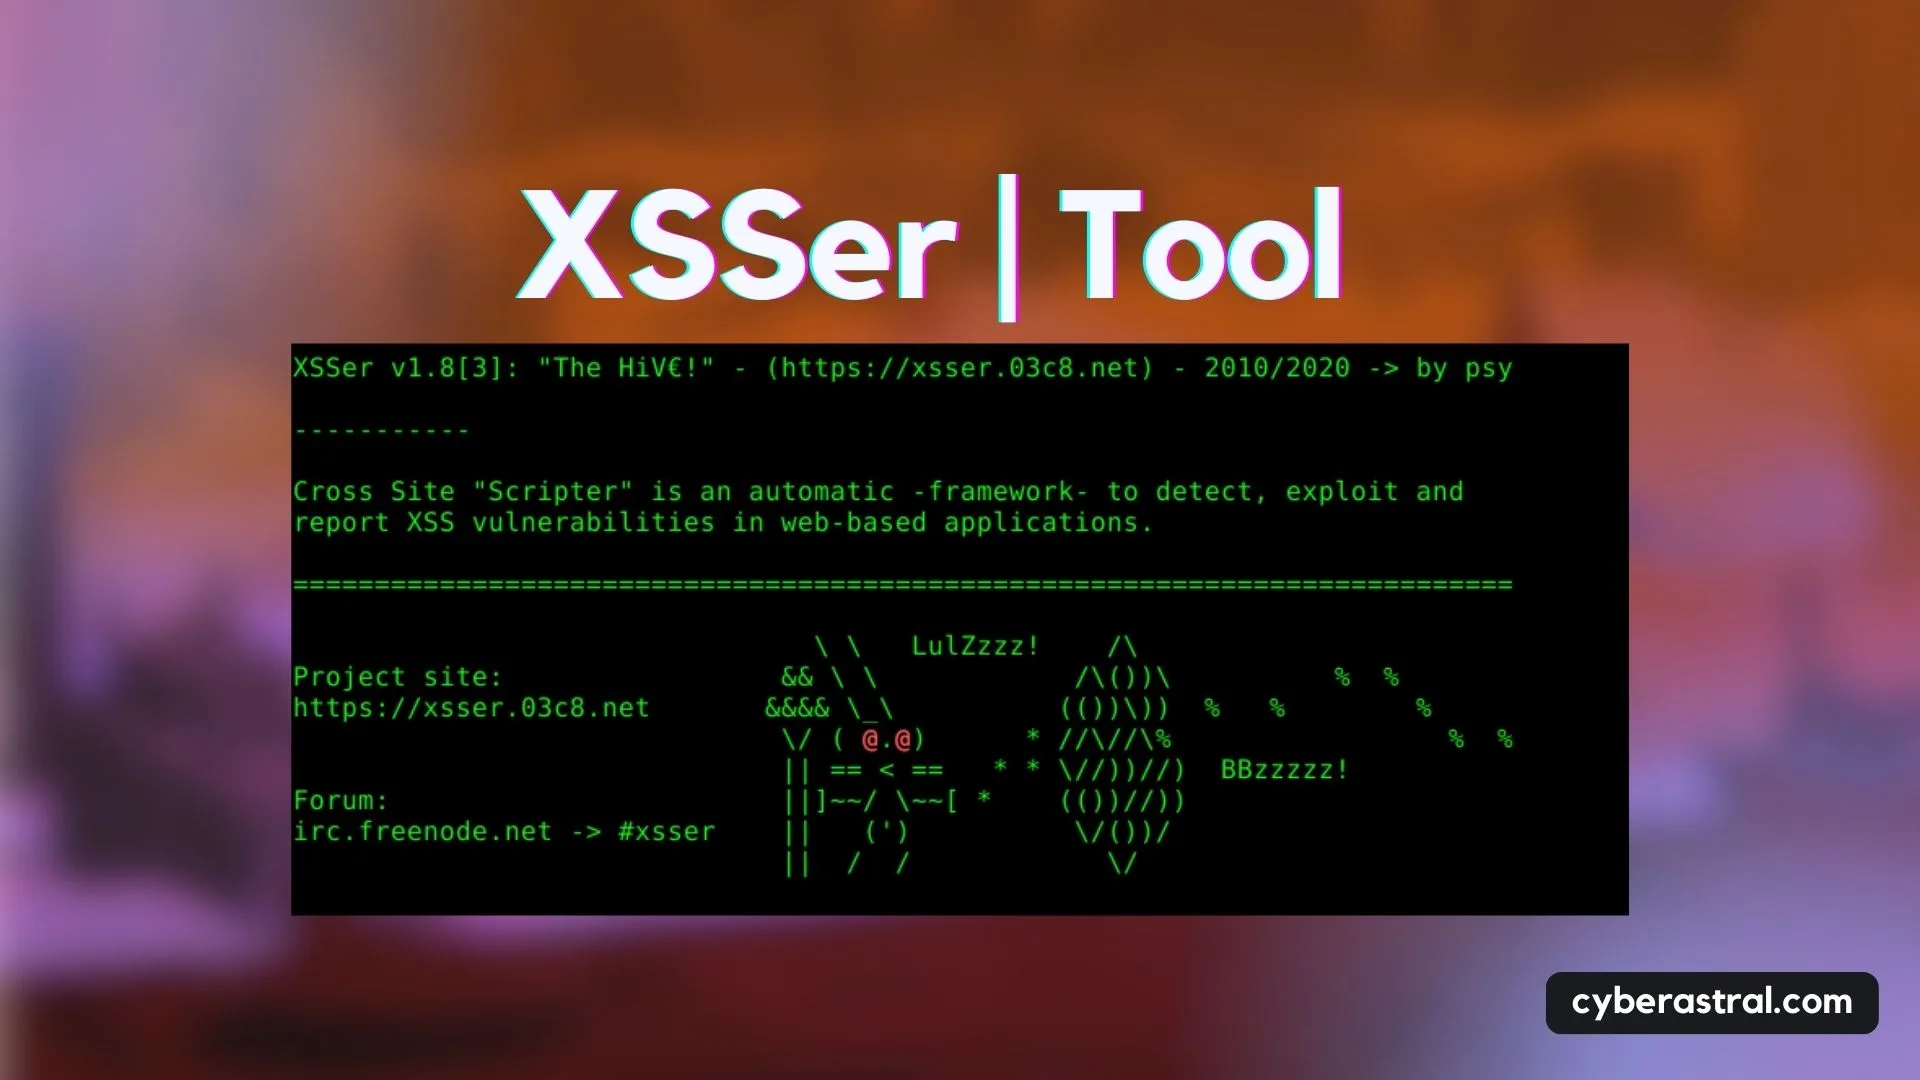 XSSer | Tool
XSSer v1.8[3]: "The HiV€!" - (https://xsser.03c8.net) - 2010/2020 -> by psy
-----------
Cross Site "Scripter" is an automatic -framework- to detect, exploit and
report XSS vulnerabilities in web-based applications.
===========================================================================
                                \ \   LulZzzz!    /\
Project site:                 && \ \            /\())\          %  %
https://xsser.03c8.net       &&&& \_\          (())\))  %   %        %
                              \/ ( @.@)      * //\//\%                 %  %
                              || == < ==   * * \//))//)  BBzzzzz!
Forum:                        ||]~~/ \~~[ *    (())//))
irc.freenode.net -> #xsser    ||   (')          \/())/
                              ||  /  /            \/
cyberastral.com